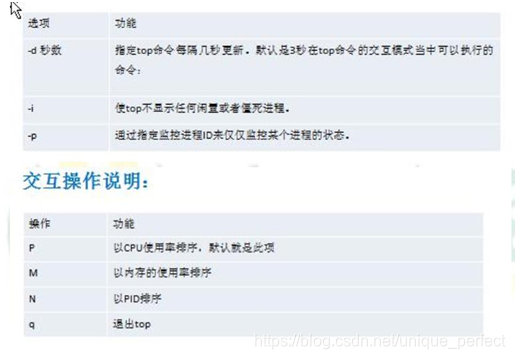 选项 功能
-d 秒数 指定top命令每隔几秒更新。默认是3秒在top命令的交互模式当中可以执行的
命令：
-i 使top不显示任何闲置或者僵死进程。
-p 通过指定监控进程ID来仅仅监控某个进程的状态。
交互操作说明：
操作 功能
P 以CPU使用率排序，默认就是此项
M 以内存的使用率排序
N 以PID排序
q 退出top
https://blog.csdn.net/unique_perfect